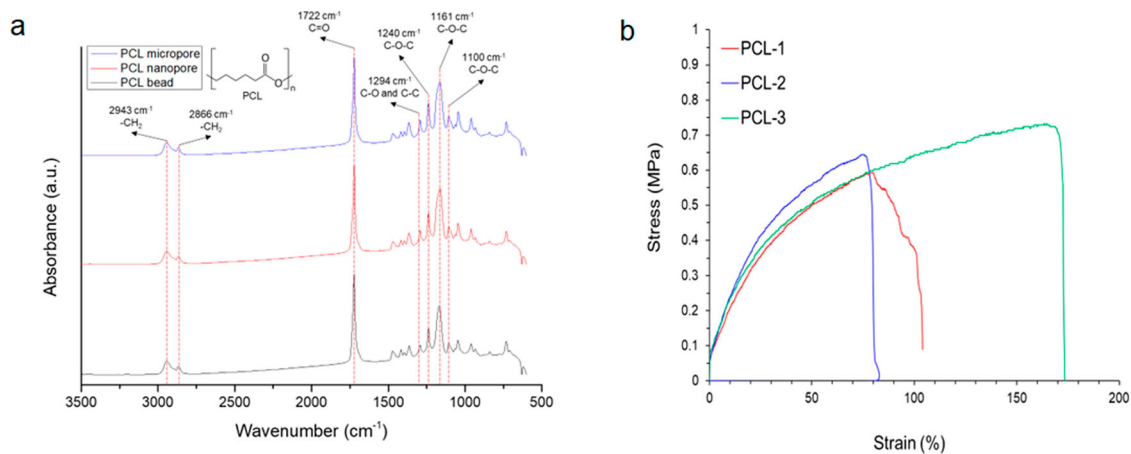 a
PCL micropore
PCL nanopore
PCL bead
O
O
n
PCL
2943 cm-1
-CH2
2866 cm-1
-CH2
1722 cm-1
C=O
1294 cm-1
C-O and C-C
1240 cm-1
C-O-C
1161 cm-1
C-O-C
1100 cm-1
C-O-C
Absorbance (a.u.)
3500 3000 2500 2000 1500 1000 500
Wavenumber (cm-1)
b
PCL-1
PCL-2
PCL-3
Stress (MPa)
1
0.9
0.8
0.7
0.6
0.5
0.4
0.3
0.2
0.1
0
0 50 100 150 200
Strain (%)